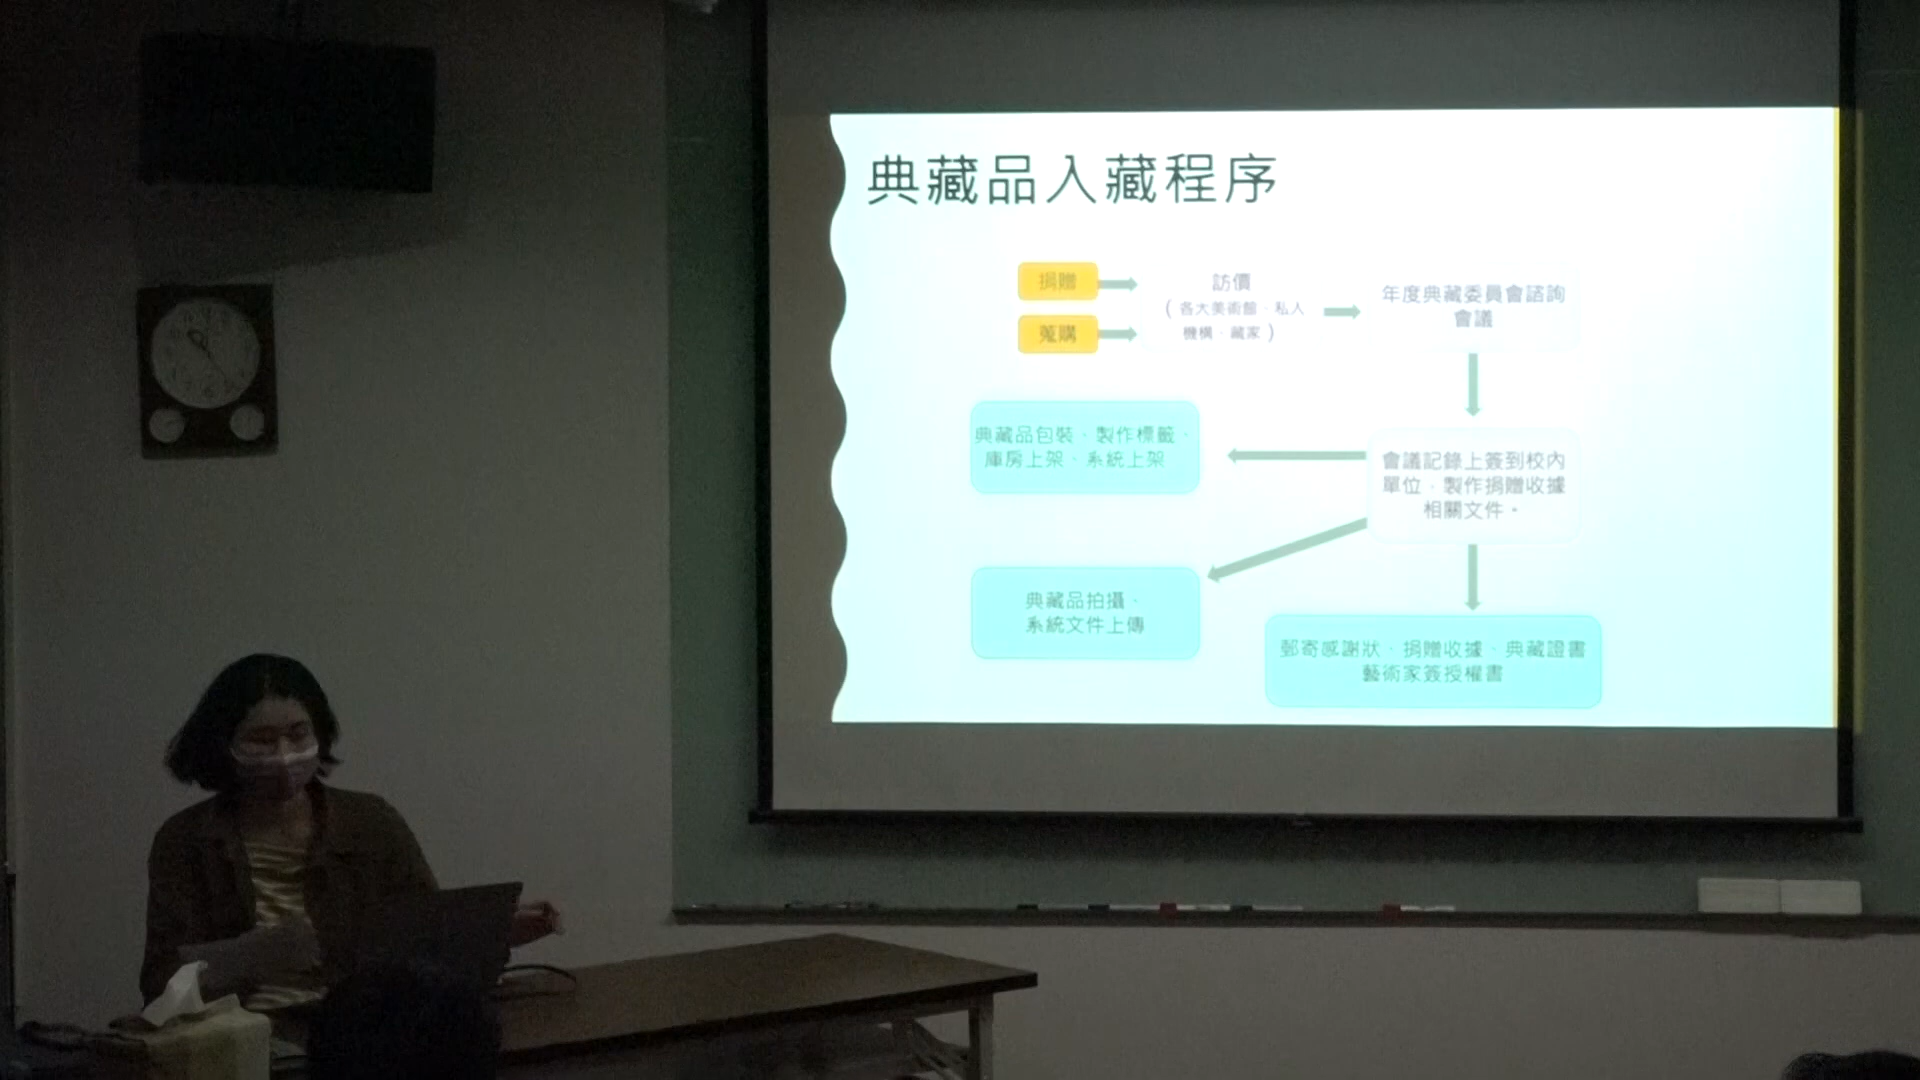 典藏品入藏程序
捐贈
蒐購
訪價
(各大美術館、私人
機構、藏家)
年度典藏委員會諮詢
會議
會議記錄上簽到校內
單位，製作捐贈收據
相關文件。
典藏品包裝、製作標籤、
庫房上架、系統上架
典藏品拍攝、
系統文件上傳
郵寄感謝狀、捐贈收據、典藏證書
藝術家簽授權書